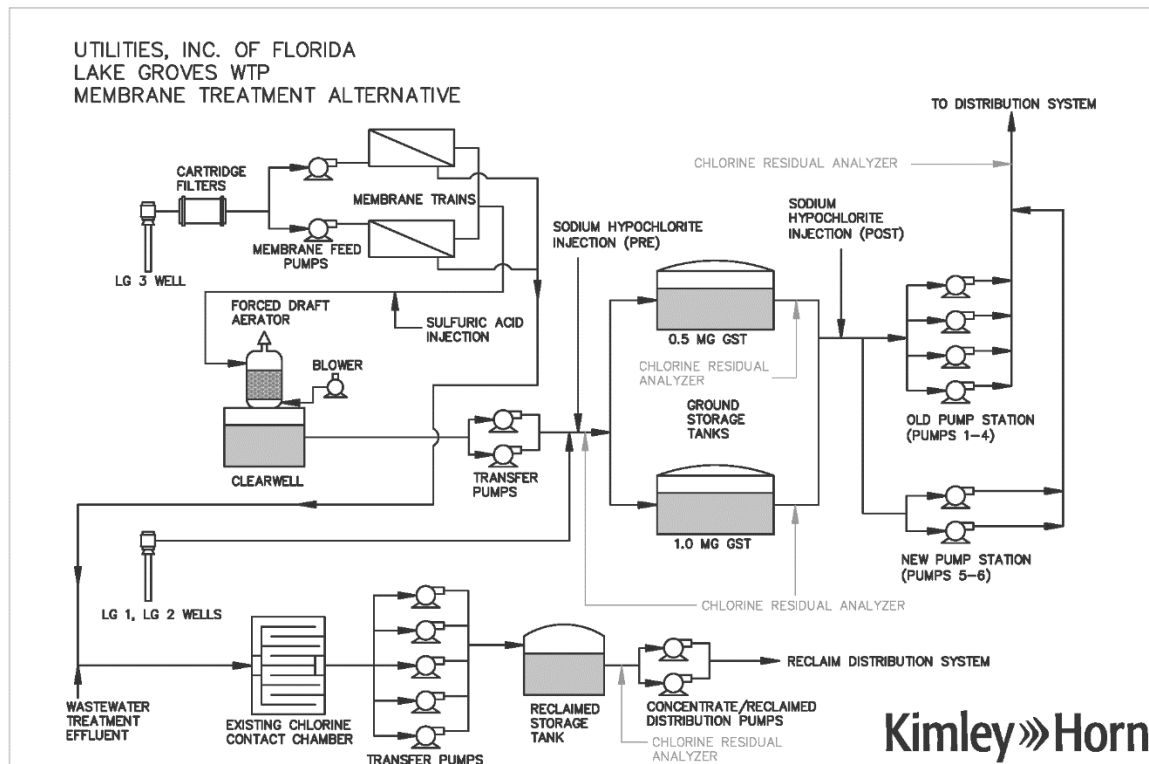 UTILITIES, INC. OF FLORIDA
LAKE GROVES WTP
MEMBRANE TREATMENT ALTERNATIVE
TO DISTRIBUTION SYSTEM
CHLORINE RESIDUAL ANALYZER
CARTRIDGE
FILTERS
MEMBRANE TRAINS
SODIUM HYPOCHLORITE
INJECTION (PRE)
SODIUM
HYPOCHLORITE
INJECTION (POST)
MEMBRANE FEED
PUMPS
LG 3 WELL
FORCED DRAFT
AERATOR
SULFURIC ACID
INJECTION
BLOWER
0.5 MG GST
CHLORINE RESIDUAL
ANALYZER
GROUND
STORAGE
TANKS
OLD PUMP STATION
(PUMPS 1-4)
CLEARWELL
TRANSFER
PUMPS
1.0 MG GST
NEW PUMP STATION
(PUMPS 5-6)
LG 1, LG 2 WELLS
CHLORINE RESIDUAL ANALYZER
RECLAIM DISTRIBUTION SYSTEM
WASTEWATER
TREATMENT
EFFLUENT
EXISTING CHLORINE
CONTACT CHAMBER
TRANSFER PUMPS
RECLAIMED
STORAGE
TANK
CONCENTRATE/RECLAIMED
DISTRIBUTION PUMPS
CHLORINE RESIDUAL
ANALYZER
Kimley»Horn